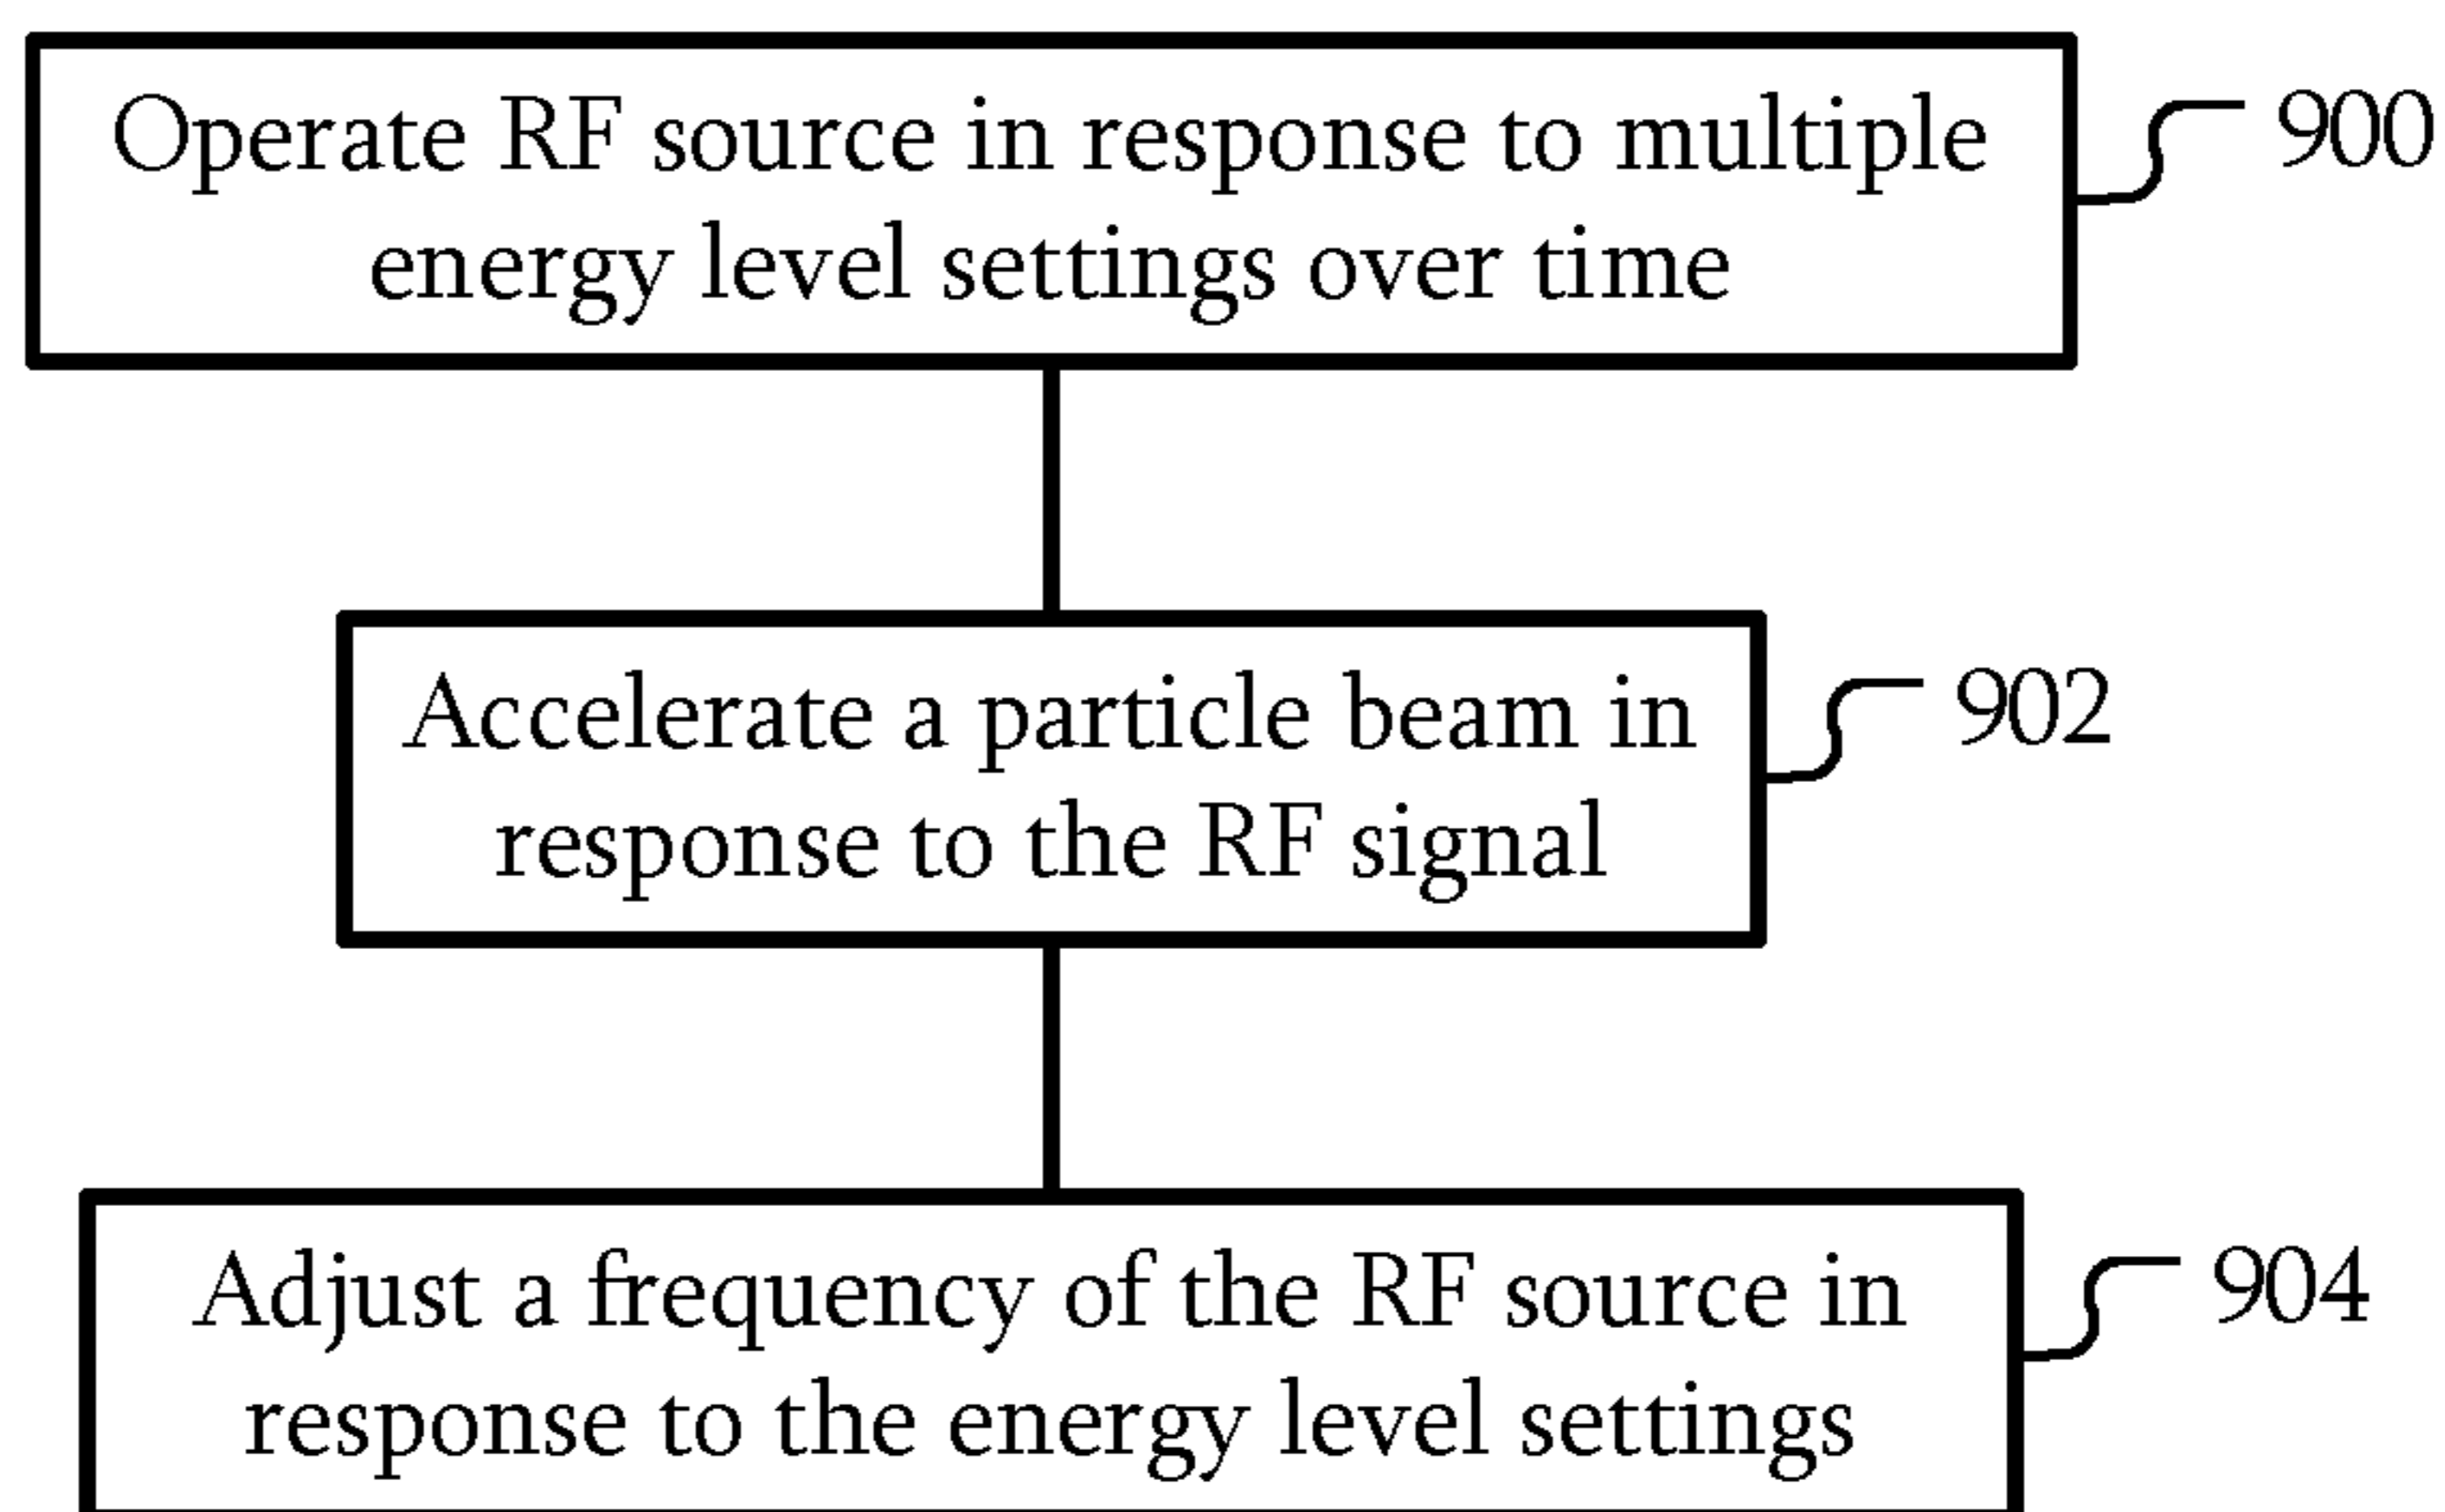 Operate RF source in response to multiple
energy level settings over time
900
Accelerate a particle beam in
response to the RF signal
902
Adjust a frequency of the RF source in
response to the energy level settings
904